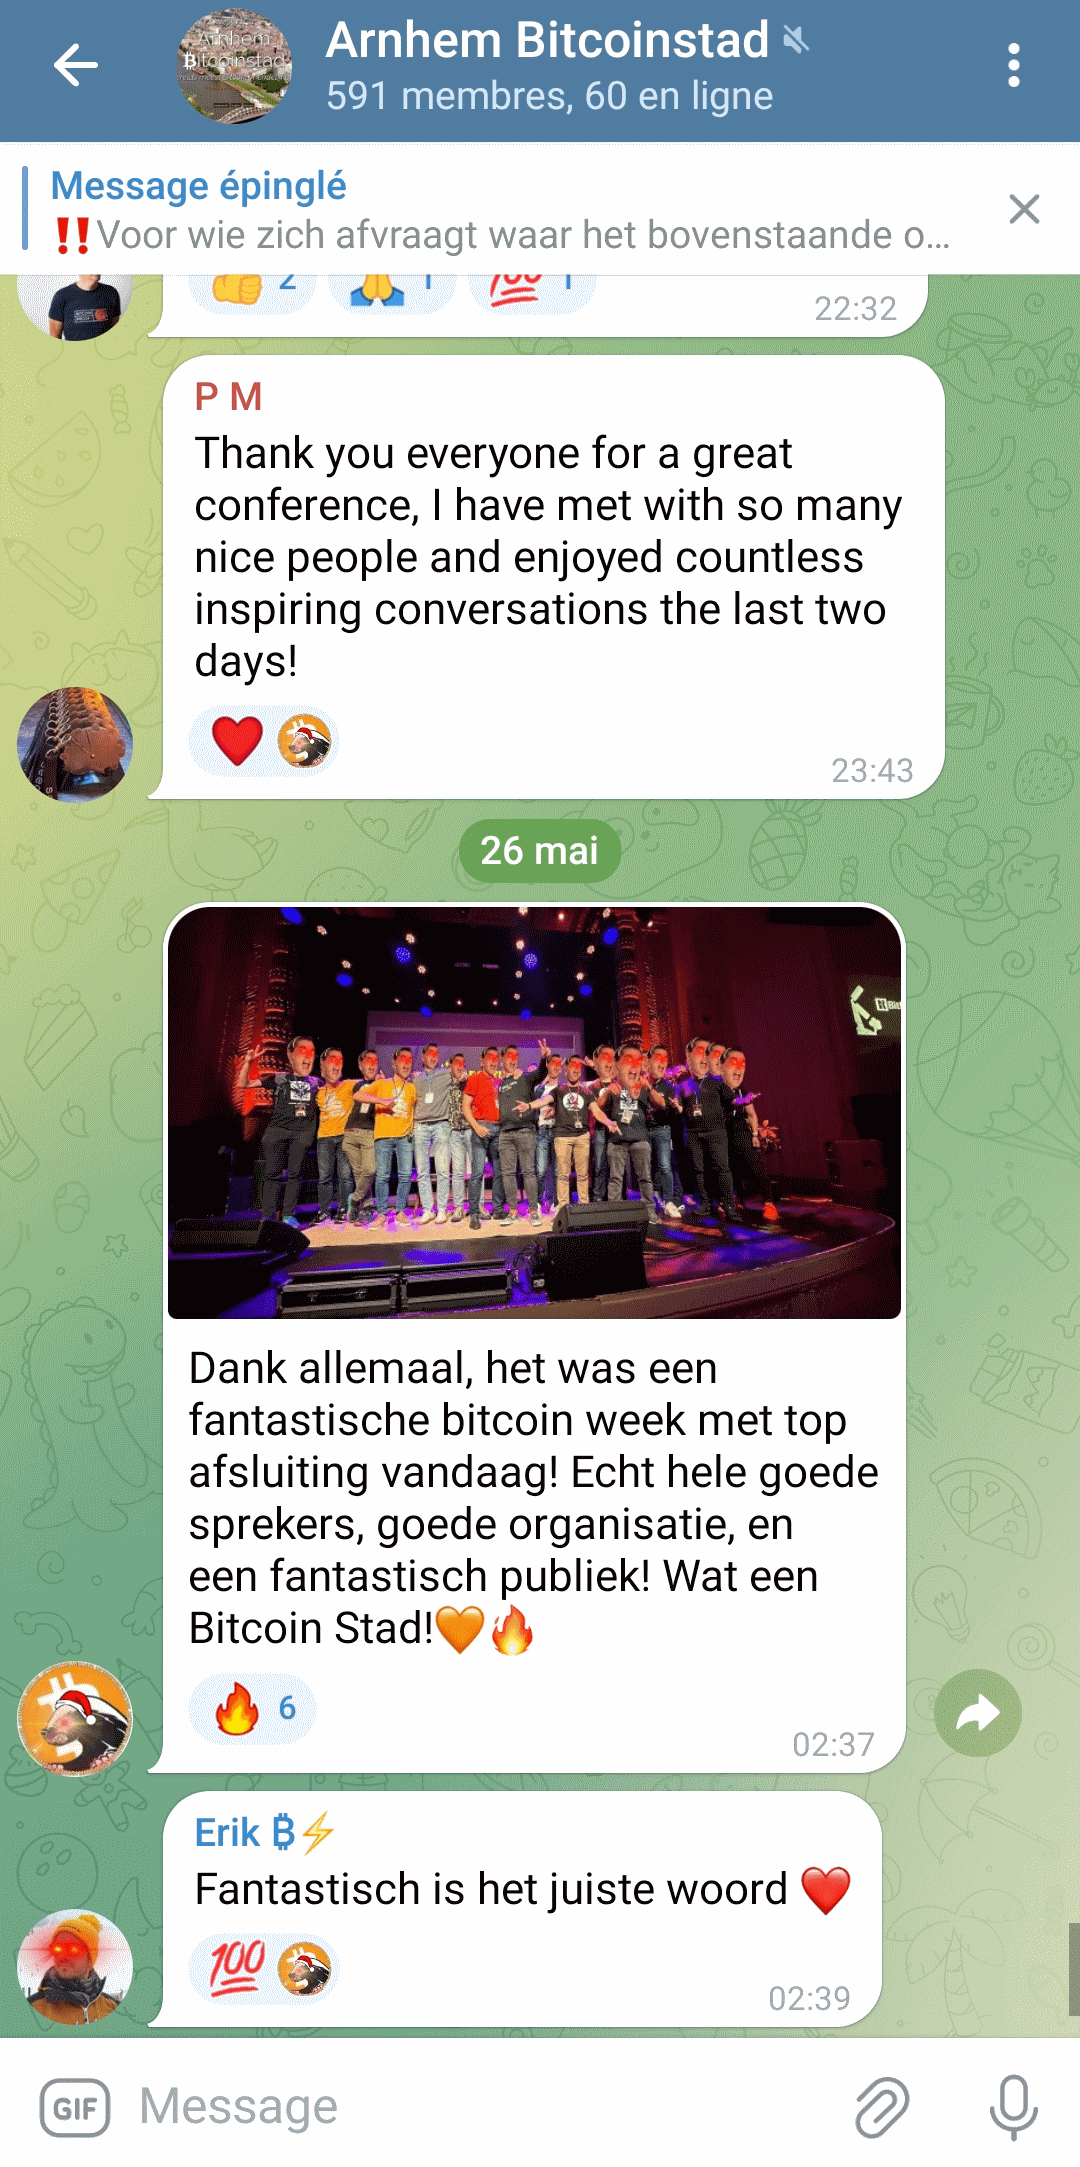 Arnhem Bitcoinstad
591 membres, 60 en ligne
Arnhem
Bitcoinstad
Message épinglé
‼️Voor wie zich afvraagt waar het bovenstaande o...
👍 2 🙏 1 💯 1
22:32
P M
Thank you everyone for a great
conference, I have met with so many
nice people and enjoyed countless
inspiring conversations the last two
days!
❤️
23:43
26 mai
Dank allemaal, het was een
fantastische bitcoin week met top
afsluiting vandaag! Echt hele goede
sprekers, goede organisatie, en
een fantastisch publiek! Wat een
Bitcoin Stad!🧡🔥
🔥 6
02:37
Erik ₿⚡
Fantastisch is het juiste woord ❤️
💯
02:39
GIF Message